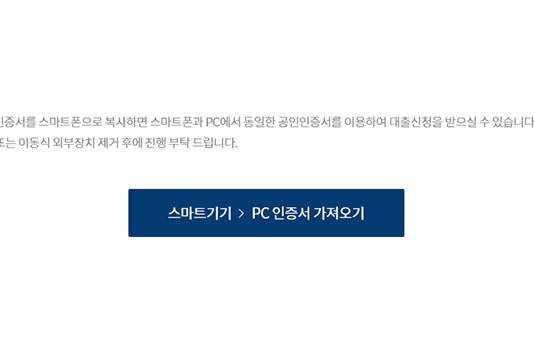 인증서를 스마트폰으로 복사하면 스마트폰과 PC에서 동일한 공인인증서를 이용하여 대출신청을 받으실 수 있습니다
또는 이동식 외부장치 제거 후에 진행 부탁 드립니다.
스마트기기 > PC 인증서 가져오기